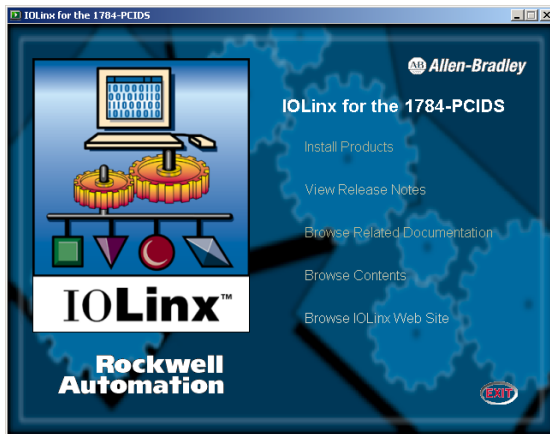 IOLinx for the 1784-PCIDS
AB Allen-Bradley
IOLinx for the 1784-PCIDS
Install Products
View Release Notes
Browse Related Documentation
Browse Contents
Browse IOLinx Web Site
IOLinx™
Rockwell
Automation
EXIT